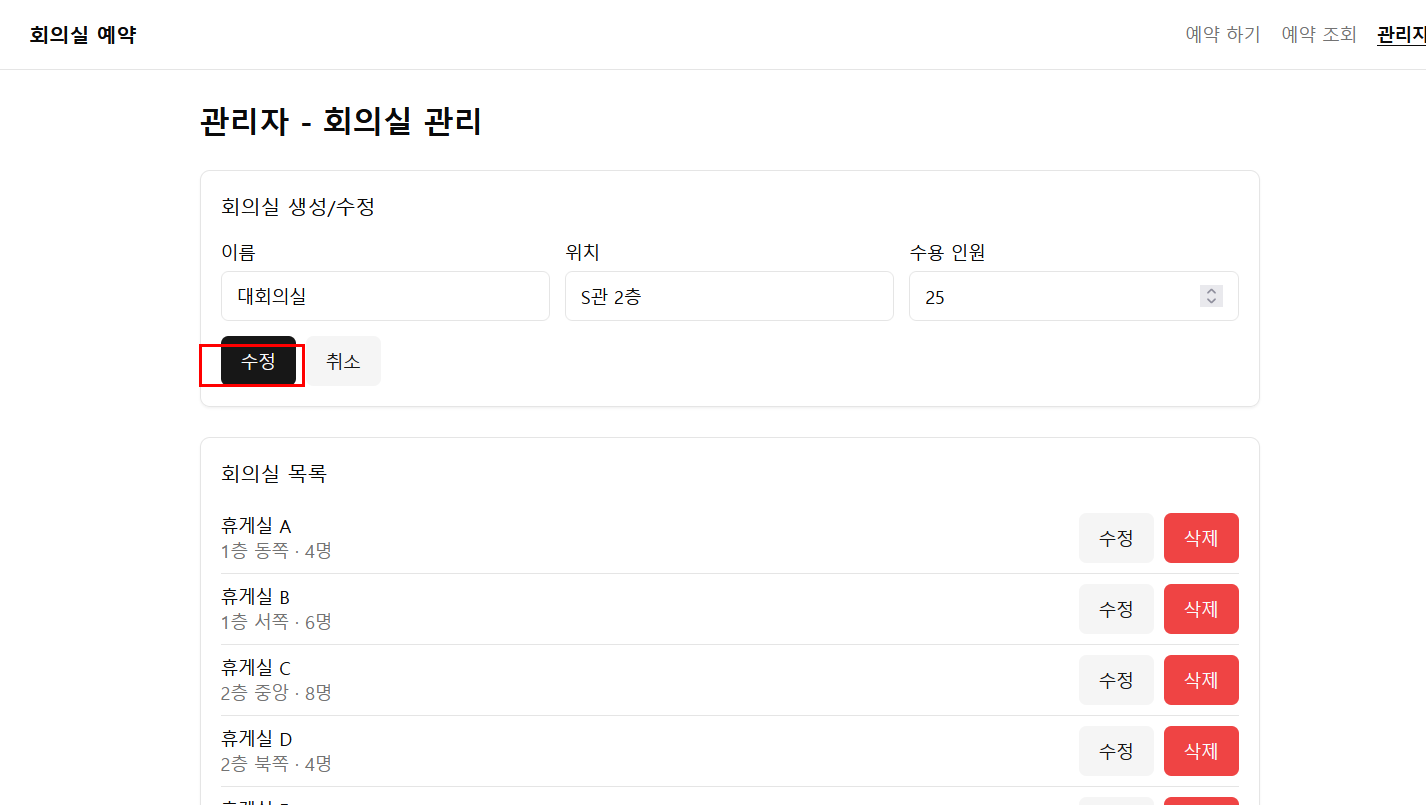 회의실 예약
예약 하기 예약 조회 관리자
관리자 - 회의실 관리
회의실 생성/수정
이름 위치 수용 인원
대회의실 S관 2층 25
수정 취소
회의실 목록
휴게실 A
1층 동쪽 · 4명
수정 삭제
휴게실 B
1층 서쪽 · 6명
수정 삭제
휴게실 C
2층 중앙 · 8명
수정 삭제
휴게실 D
2층 북쪽 · 4명
수정 삭제